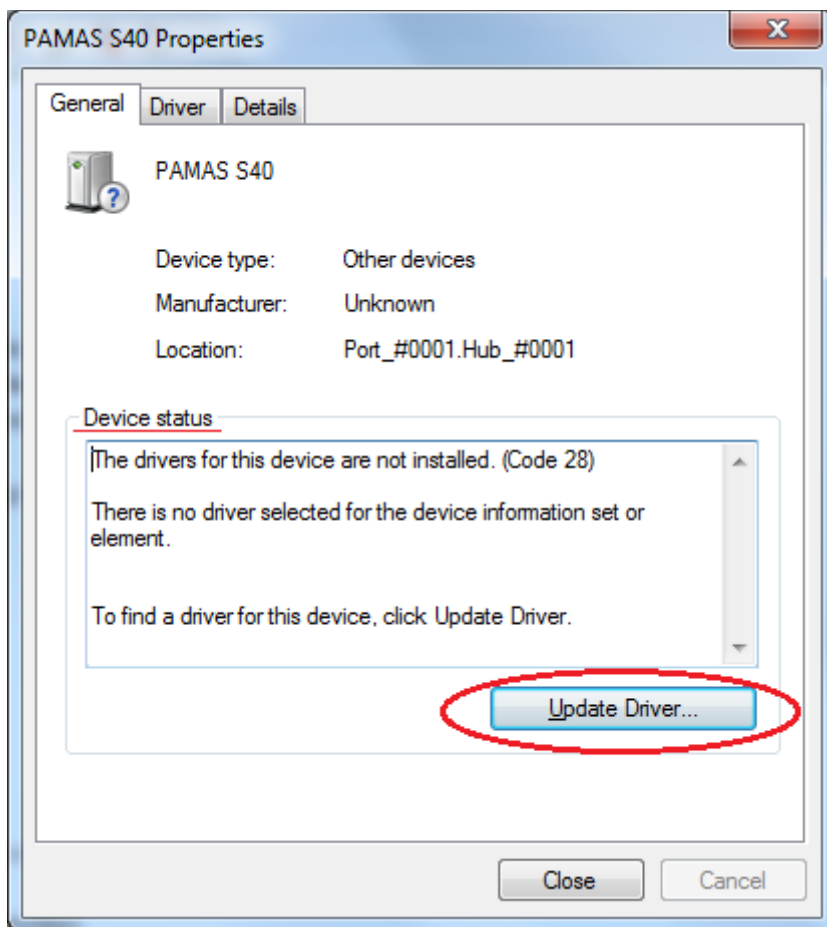 PAMAS S40 Properties
General Driver Details
PAMAS S40
Device type: Other devices
Manufacturer: Unknown
Location: Port_#0001.Hub_#0001
Device status
The drivers for this device are not installed. (Code 28)
There is no driver selected for the device information set or
element.
To find a driver for this device, click Update Driver.
Update Driver...
Close Cancel